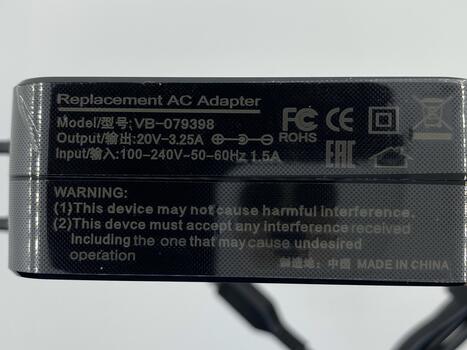 Replacement AC Adapter
Model/型号: VB-079398
Output/输出: 20V-3.25A
Input/输入: 100-240V-50-60Hz 1.5A
FC CE
ROHS
EAC
WARNING:
(1)This device may not cause harmful interference.
(2)This devce must accept any interference received
Including the one that may cause undesired
operation
制造地: 中国 MADE IN CHINA